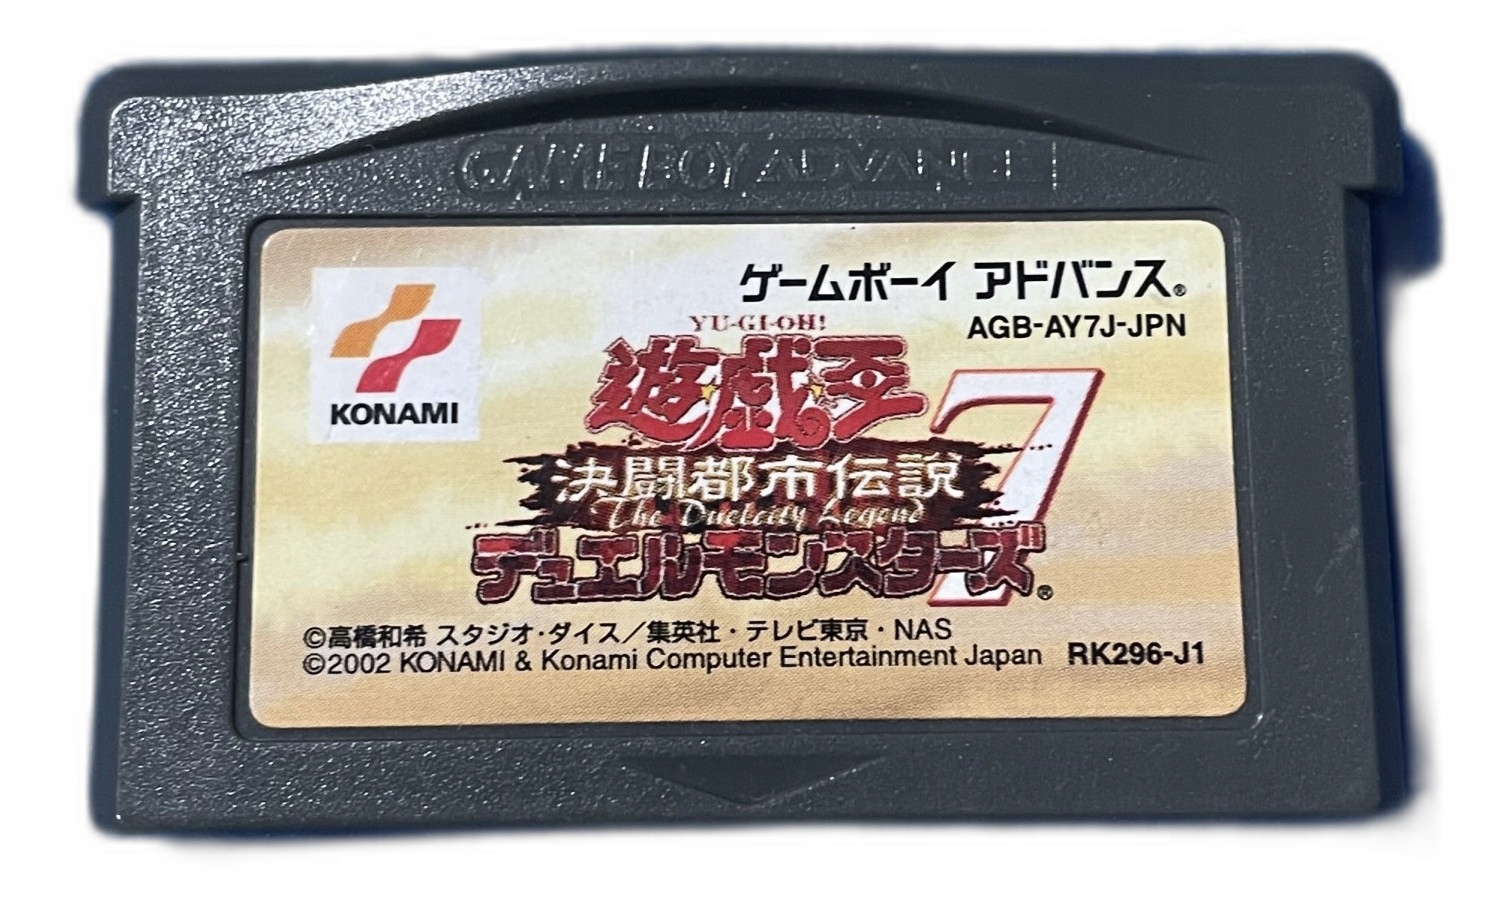 GAME BOY ADVANCE
ゲームボーイ アドバンス®
AGB-AY7J-JPN
KONAMI
YU-GI-OH!
遊戯王
7
決闘都市伝説
The Duelcity Legend
デュエルモンスターズ®
©高橋和希 スタジオ・ダイス／集英社・テレビ東京・NAS
©2002 KONAMI & Konami Computer Entertainment Japan RK296-J1